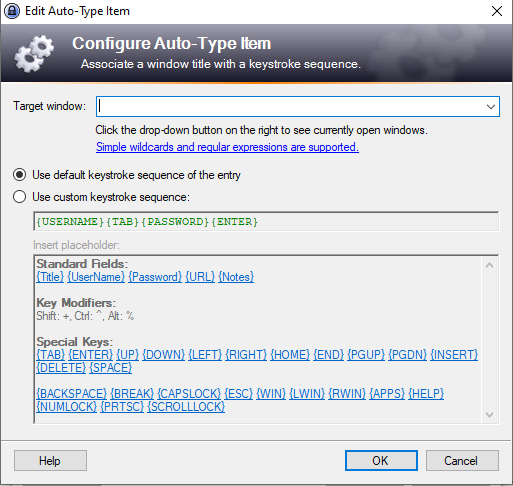 Edit Auto-Type Item
Configure Auto-Type Item
Associate a window title with a keystroke sequence.
Target window:
Click the drop-down button on the right to see currently open windows.
Simple wildcards and regular expressions are supported.
Use default keystroke sequence of the entry
Use custom keystroke sequence:
{USERNAME}{TAB}{PASSWORD}{ENTER}
Insert placeholder:
Standard Fields:
{Title} {UserName} {Password} {URL} {Notes}
Key Modifiers:
Shift: +, Ctrl: ^, Alt: %
Special Keys:
{TAB} {ENTER} {UP} {DOWN} {LEFT} {RIGHT} {HOME} {END} {PGUP} {PGDN} {INSERT}
{DELETE} {SPACE}
{BACKSPACE} {BREAK} {CAPSLOCK} {ESC} {WIN} {LWIN} {RWIN} {APPS} {HELP}
{NUMLOCK} {PRTSC} {SCROLLLOCK}
Help
OK
Cancel